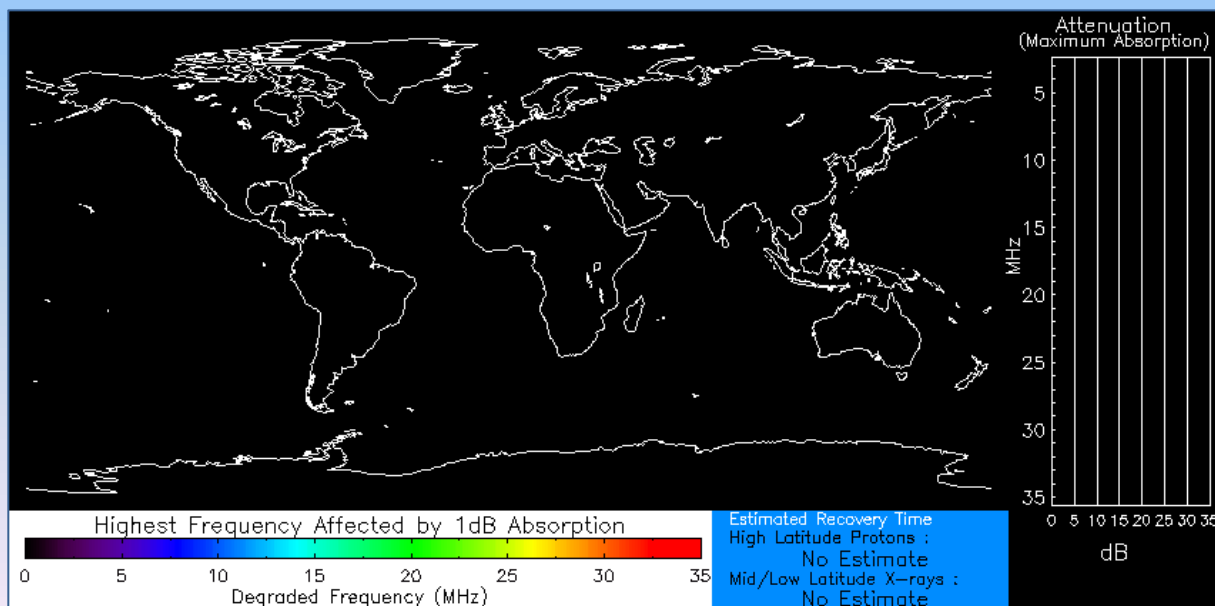 Attenuation
(Maximum Absorption)
5
10
15
20
25
30
35
MHz
0 5 10 15 20 25 30 35
dB
Highest Frequency Affected by 1dB Absorption
0 5 10 15 20 25 30 35
Degraded Frequency (MHz)
Estimated Recovery Time
High Latitude Protons :
No Estimate
Mid/Low Latitude X-rays :
No Estimate